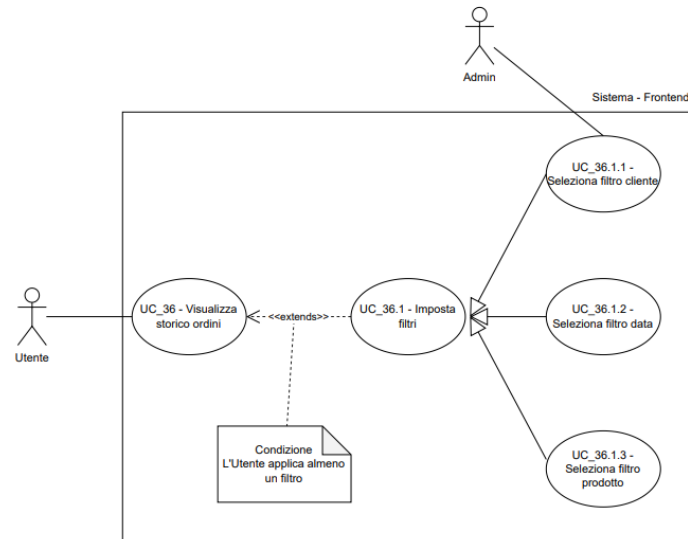 Admin
Sistema - Frontend
UC_36.1.1 -
Seleziona filtro cliente
UC_36 - Visualizza
storico ordini
<<extends>>
UC_36.1 - Imposta
filtri
UC_36.1.2 -
Seleziona filtro data
Utente
Condizione
L'Utente applica almeno
un filtro
UC_36.1.3 -
Seleziona filtro
prodotto